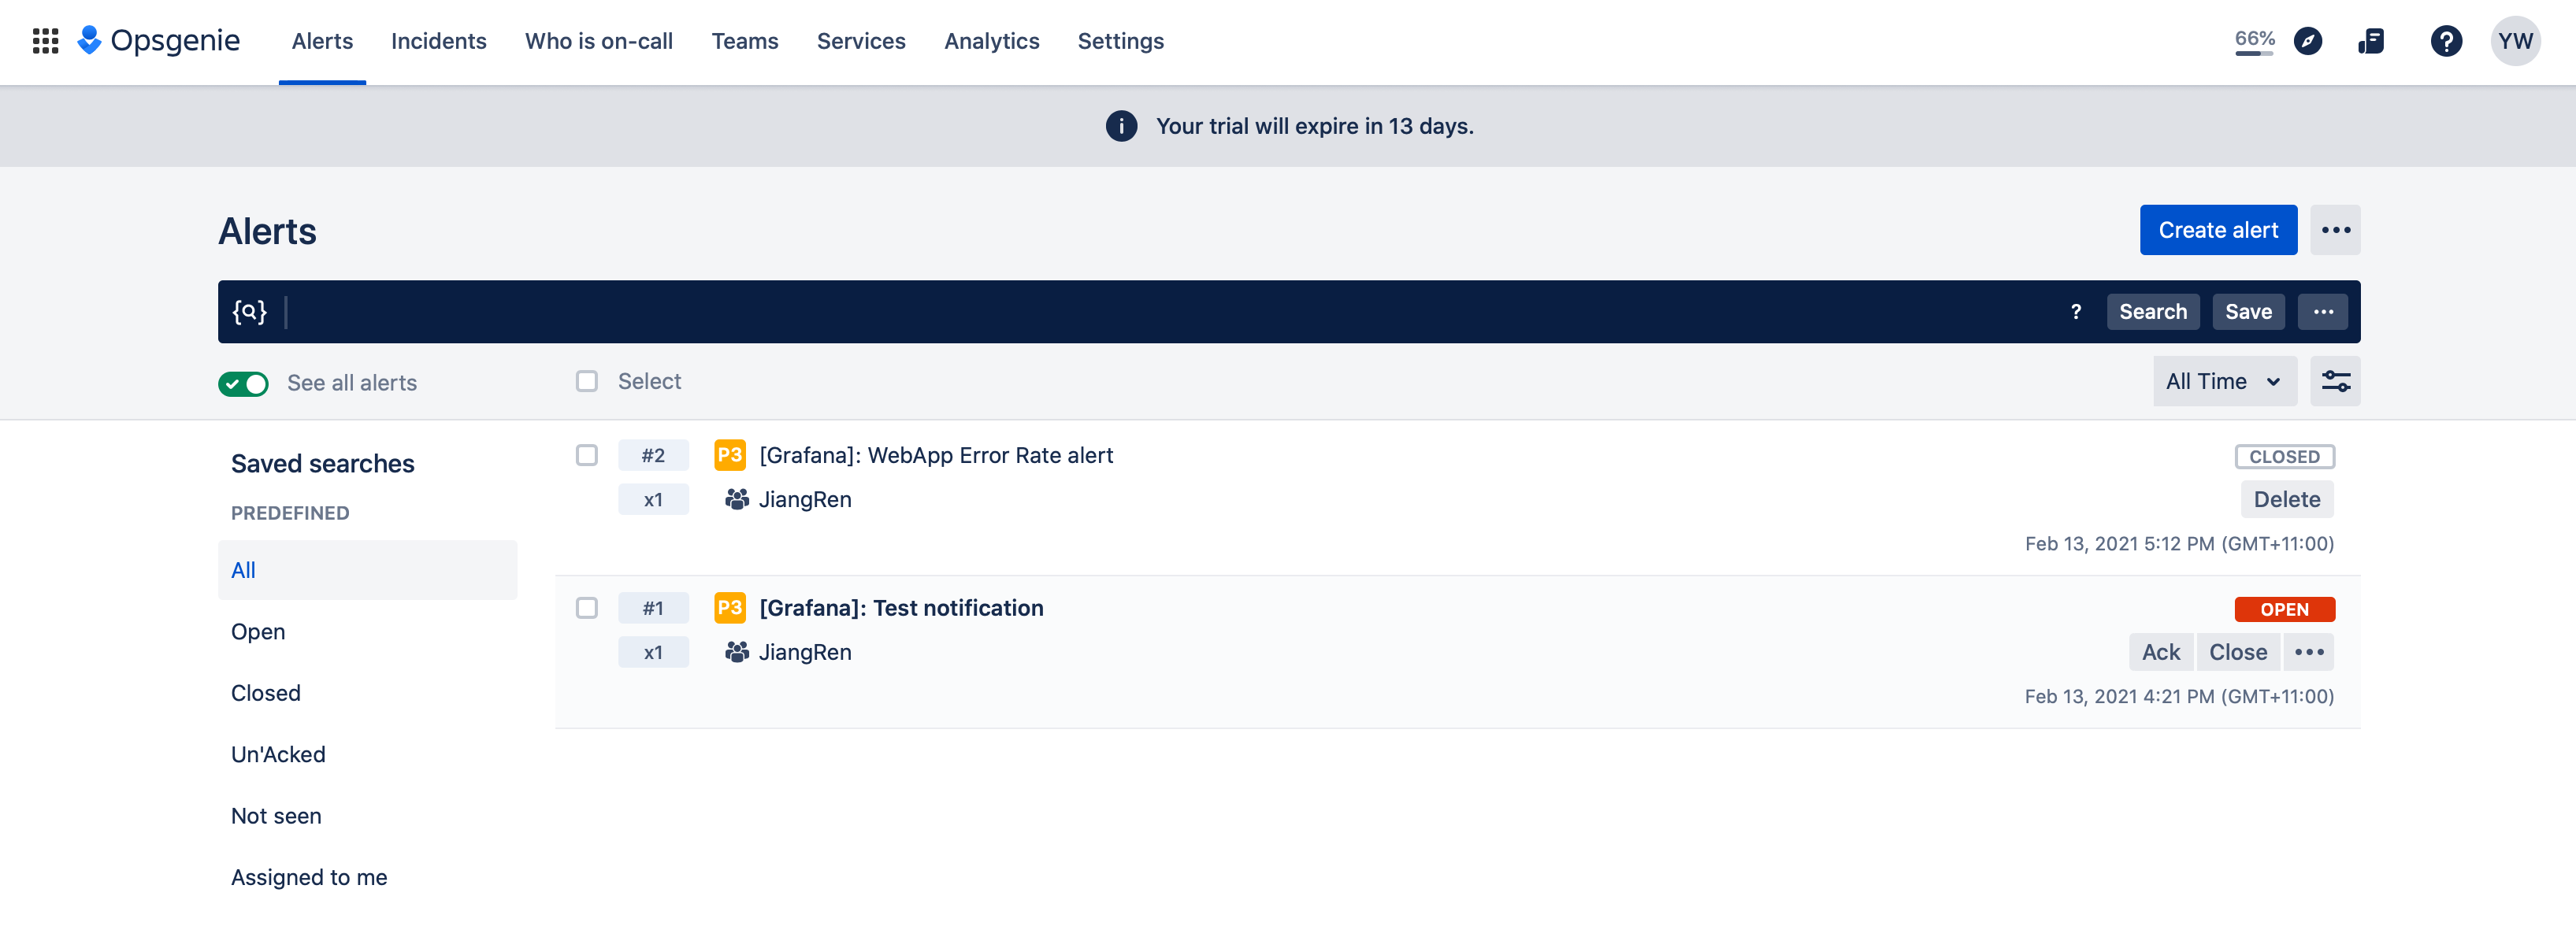 Opsgenie Alerts Incidents Who is on-call Teams Services Analytics Settings 66% ? YW
i Your trial will expire in 13 days.
Alerts Create alert •••
{ } ? Search Save •••
See all alerts Select All Time
Saved searches
PREDEFINED
All
Open
Closed
Un'Acked
Not seen
Assigned to me
#2 P3 [Grafana]: WebApp Error Rate alert CLOSED
x1 JiangRen Delete
Feb 13, 2021 5:12 PM (GMT+11:00)
#1 P3 [Grafana]: Test notification OPEN
x1 JiangRen Ack Close •••
Feb 13, 2021 4:21 PM (GMT+11:00)